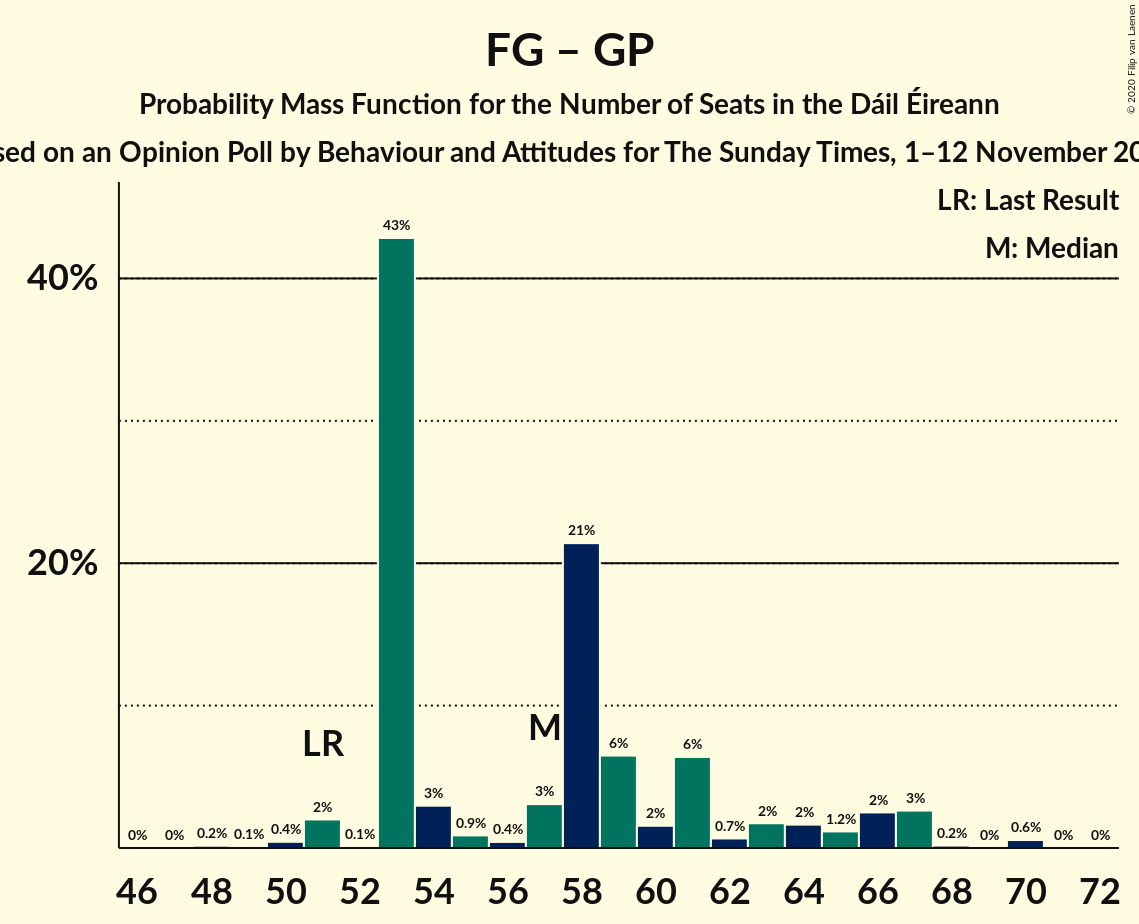 FG – GP
Probability Mass Function for the Number of Seats in the Dáil Éireann
sed on an Opinion Poll by Behaviour and Attitudes for The Sunday Times, 1–12 November 20
© 2020 Filip van Laenen
LR: Last Result
M: Median
40%
20%
0% 0% 0.2% 0.1% 0.4% 2% 0.1% 43% 3% 0.9% 0.4% 3% 21% 6% 2% 6% 0.7% 2% 2% 1.2% 2% 3% 0.2% 0% 0.6% 0% 0%
LR
M
46 48 50 52 54 56 58 60 62 64 66 68 70 72